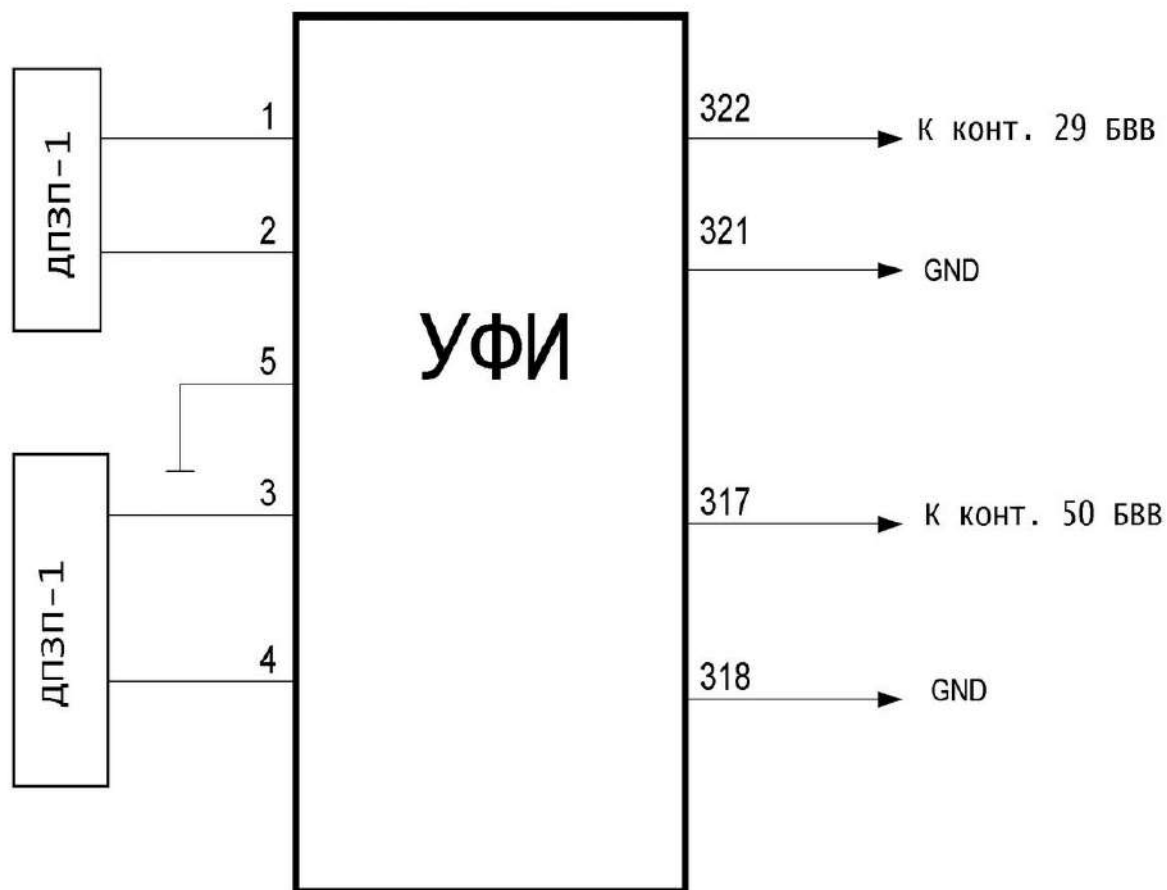 ДПЗП-1
1
2
5
ДПЗП-1
3
4
УФИ
322
К конт. 29 БВВ
321
GND
317
К конт. 50 БВВ
318
GND